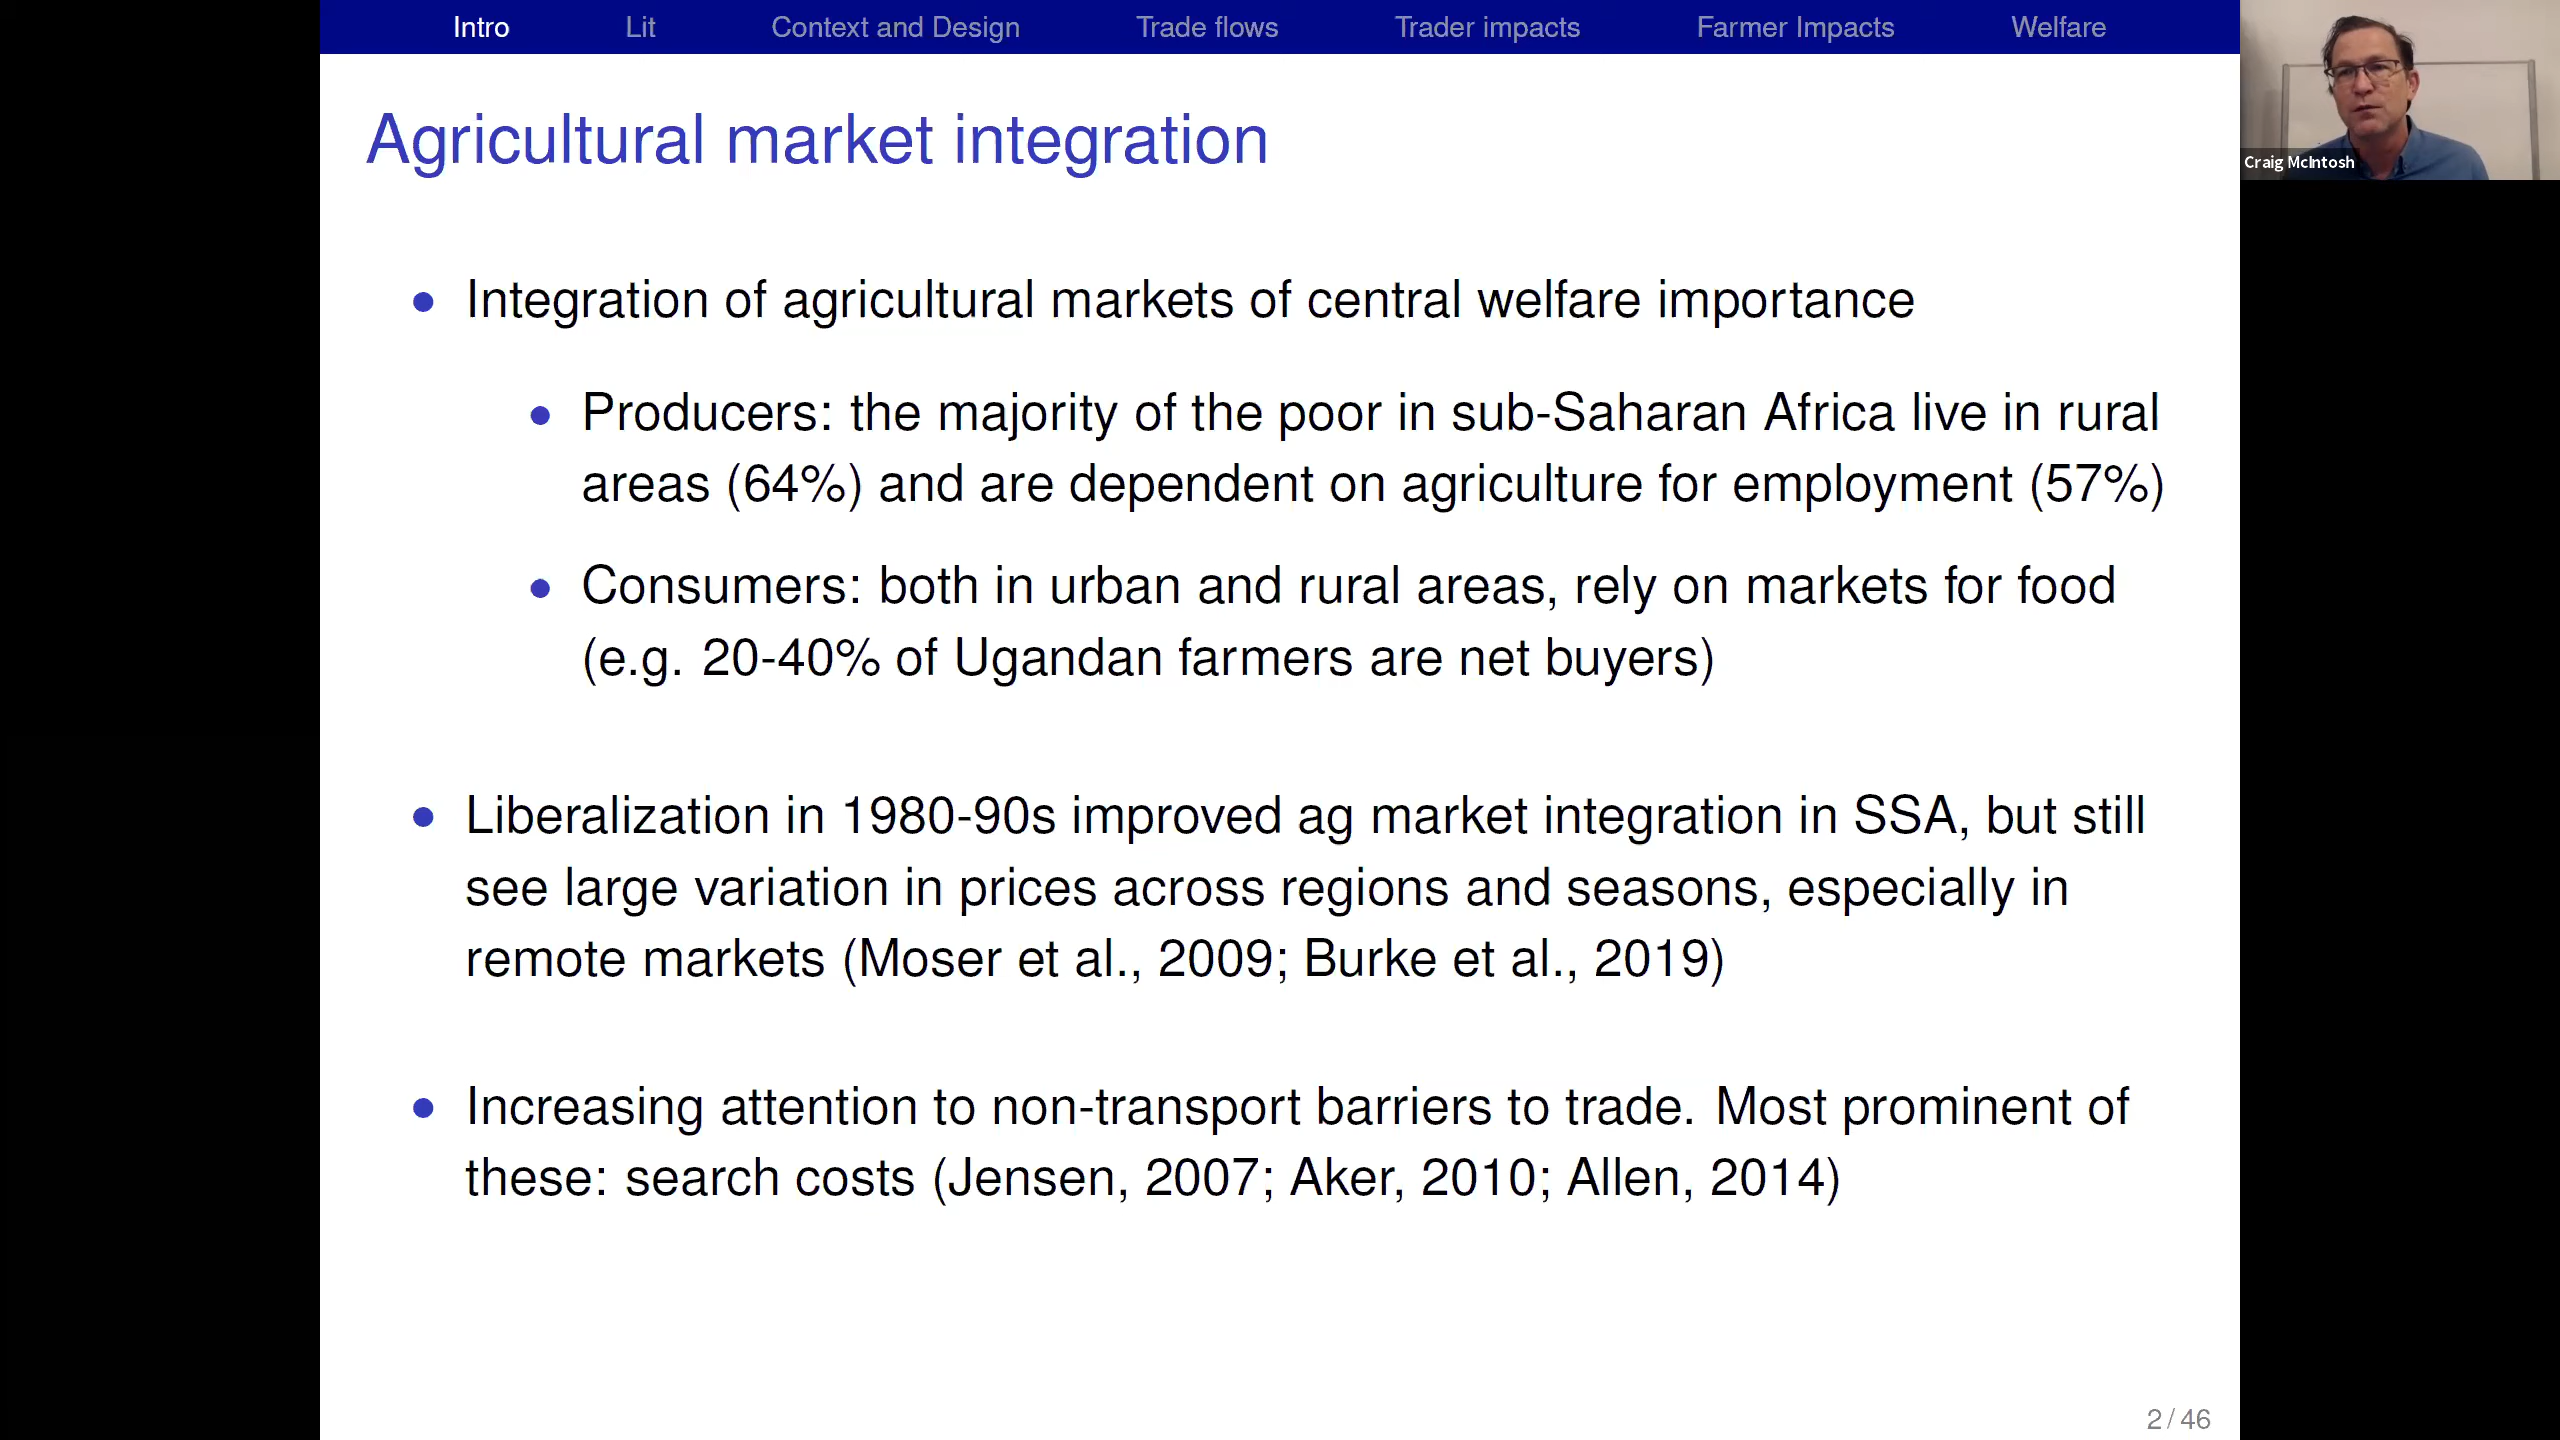 Intro Lit Context and Design Trade flows Trader impacts Farmer Impacts Welfare
Craig McIntosh
Agricultural market integration
• Integration of agricultural markets of central welfare importance
• Producers: the majority of the poor in sub-Saharan Africa live in rural
areas (64%) and are dependent on agriculture for employment (57%)
• Consumers: both in urban and rural areas, rely on markets for food
(e.g. 20-40% of Ugandan farmers are net buyers)
• Liberalization in 1980-90s improved ag market integration in SSA, but still
see large variation in prices across regions and seasons, especially in
remote markets (Moser et al., 2009; Burke et al., 2019)
• Increasing attention to non-transport barriers to trade. Most prominent of
these: search costs (Jensen, 2007; Aker, 2010; Allen, 2014)
2 / 46